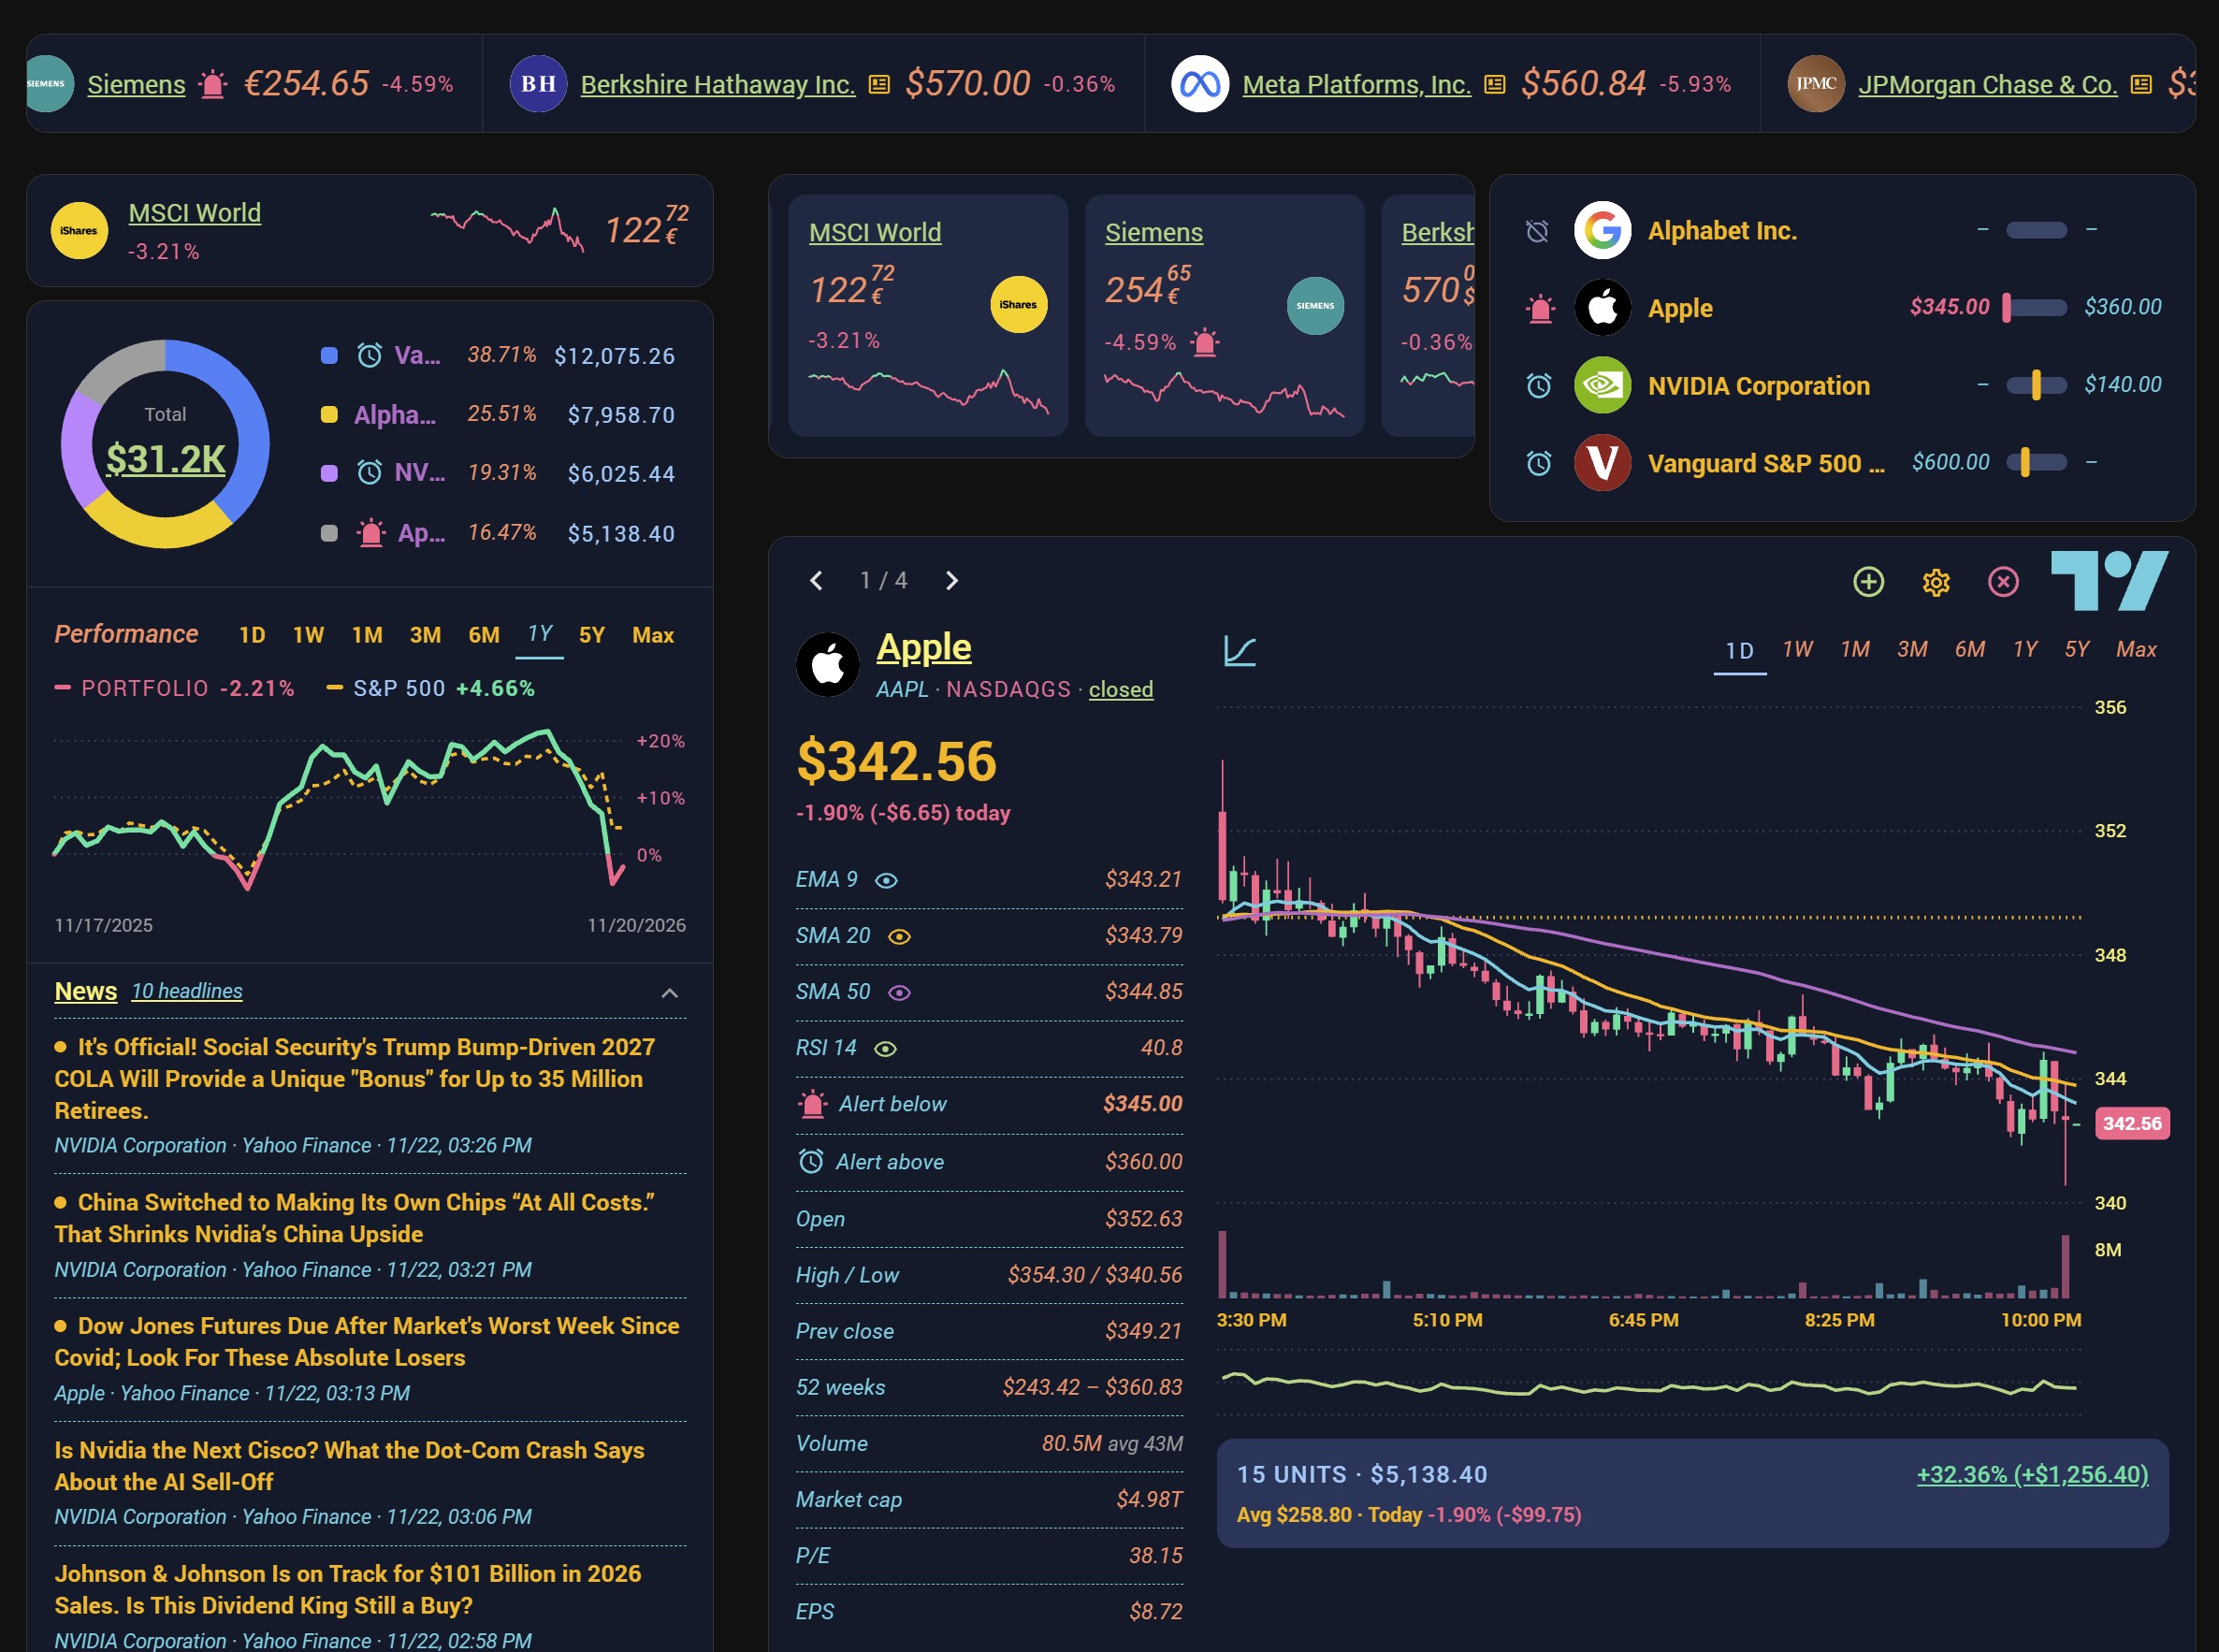 SIEMENS Siemens €254.65 -4.59%
BH Berkshire Hathaway Inc. $570.00 -0.36%
Meta Platforms, Inc. $560.84 -5.93%
JPMC JPMorgan Chase & Co.
iShares. MSCI World 122 72 €
-3.21%
Total
$31.2K
Va... 38.71% $12,075.26
Alpha... 25.51% $7,958.70
NV... 19.31% $6,025.44
Ap... 16.47% $5,138.40
Performance 1D 1W 1M 3M 6M 1Y 5Y Max
PORTFOLIO -2.21% S&P 500 +4.66%
+20%
+10%
0%
11/17/2025 11/20/2026
News 10 headlines
It's Official! Social Security's Trump Bump-Driven 2027
COLA Will Provide a Unique "Bonus" for Up to 35 Million
Retirees.
NVIDIA Corporation · Yahoo Finance · 11/22, 03:26 PM
China Switched to Making Its Own Chips “At All Costs.”
That Shrinks Nvidia’s China Upside
NVIDIA Corporation · Yahoo Finance · 11/22, 03:21 PM
Dow Jones Futures Due After Market's Worst Week Since
Covid; Look For These Absolute Losers
Apple · Yahoo Finance · 11/22, 03:13 PM
Is Nvidia the Next Cisco? What the Dot-Com Crash Says
About the AI Sell-Off
NVIDIA Corporation · Yahoo Finance · 11/22, 03:06 PM
Johnson & Johnson Is on Track for $101 Billion in 2026
Sales. Is This Dividend King Still a Buy?
NVIDIA Corporation · Yahoo Finance · 11/22, 02:58 PM
MSCI World
122 72 €
iShares.
-3.21%
Siemens
254 65 €
SIEMENS
-4.59%
Berksh
570
-0.36%
Alphabet Inc. – –
Apple $345.00 $360.00
NVIDIA Corporation – $140.00
Vanguard S&P 500 ... $600.00 –
1 / 4
Apple
AAPL · NASDAQGS · closed
$342.56
-1.90% (-$6.65) today
EMA 9 $343.21
SMA 20 $343.79
SMA 50 $344.85
RSI 14 40.8
Alert below $345.00
Alert above $360.00
Open $352.63
High / Low $354.30 / $340.56
Prev close $349.21
52 weeks $243.42 – $360.83
Volume 80.5M avg 43M
Market cap $4.98T
P/E 38.15
EPS $8.72
1D 1W 1M 3M 6M 1Y 5Y Max
356
352
348
344
342.56
340
8M
3:30 PM 5:10 PM 6:45 PM 8:25 PM 10:00 PM
15 UNITS · $5,138.40 +32.36% (+$1,256.40)
Avg $258.80 · Today -1.90% (-$99.75)